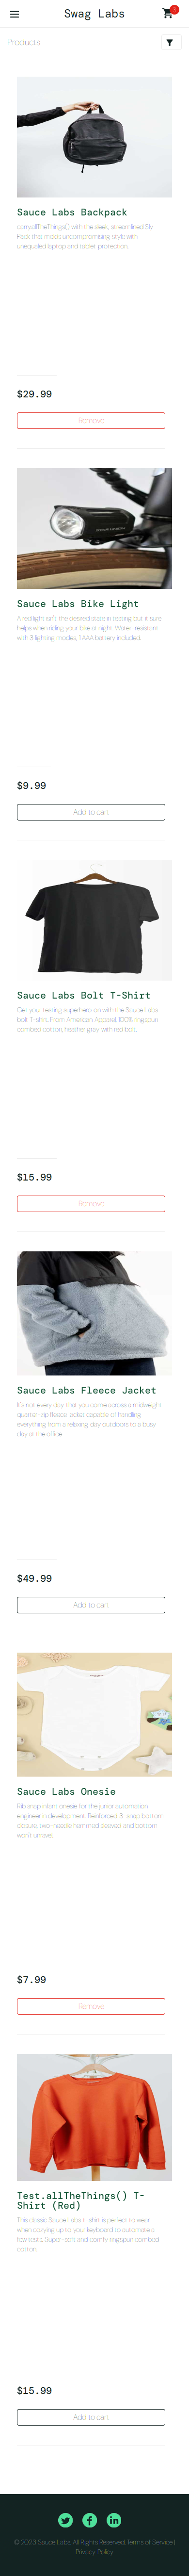 Swag Labs
Products
Sauce Labs Backpack
carry.allTheThings() with the sleek, streamlined Sly
Pack that melds uncompromising style with
unequaled laptop and tablet protection.
$29.99
Remove
Sauce Labs Bike Light
A red light isn't the desired state in testing but it sure
helps when riding your bike at night. Water-resistant
with 3 lighting modes, 1 AAA battery included.
$9.99
Add to cart
Sauce Labs Bolt T-Shirt
Get your testing superhero on with the Sauce Labs
bolt T-shirt. From American Apparel, 100% ringspun
combed cotton, heather gray with red bolt.
$15.99
Remove
Sauce Labs Fleece Jacket
It's not every day that you come across a midweight
quarter-zip fleece jacket capable of handling
everything from a relaxing day outdoors to a busy
day at the office.
$49.99
Add to cart
Sauce Labs Onesie
Rib snap infant onesie for the junior automation
engineer in development. Reinforced 3-snap bottom
closure, two-needle hemmed sleeved and bottom
won't unravel.
$7.99
Remove
Test.allTheThings() T-
Shirt (Red)
This classic Sauce Labs t-shirt is perfect to wear
when cozying up to your keyboard to automate a
few tests. Super-soft and comfy ringspun combed
cotton.
$15.99
Add to cart
© 2023 Sauce Labs. All Rights Reserved. Terms of Service |
Privacy Policy